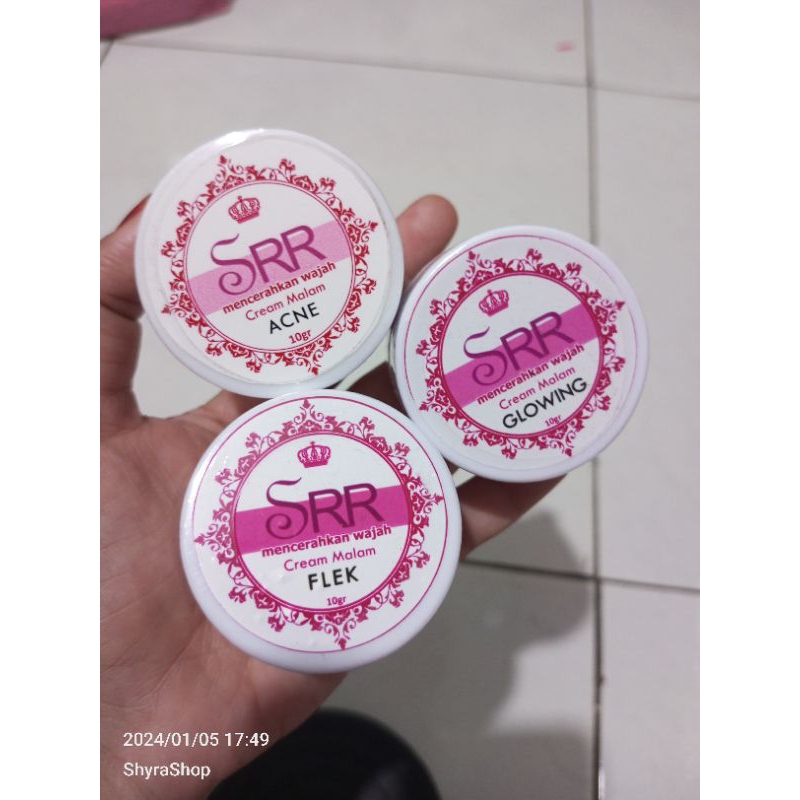 SRR
mencerahkan wajah
Cream Malam
ACNE
10gr
SRR
mencerahkan wajah
Cream Malam
GLOWING
10gr
SRR
mencerahkan wajah
Cream Malam
FLEK
10gr
2024/01/05 17:49
ShyraShop